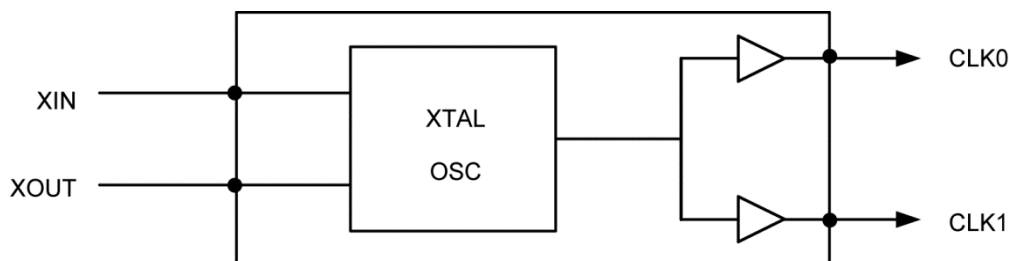 XIN
XOUT
XTAL
OSC
CLK0
CLK1